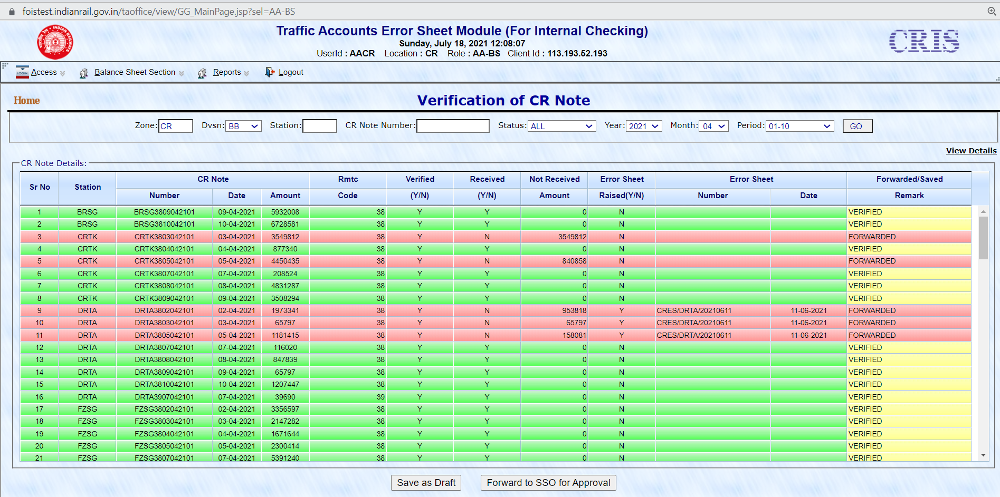 foistest.indianrail.gov.in/taoffice/view/GG_MainPage.jsp?sel=AA-BS
Traffic Accounts Error Sheet Module (For Internal Checking)
Sunday, July 18, 2021 12:08:07
UserId : AACR Location : CR Role : AA-BS Client Id : 113.193.52.193
CRIS
LOGIN Access Balance Sheet Section Reports Logout
Home
Verification of CR Note
Zone: CR Dvsn: BB Station: CR Note Number: Status: ALL Year: 2021 Month: 04 Period: 01-10 GO
View Details
CR Note Details:
Sr No Station CR Note Rmtc Verified Received Not Received Error Sheet Error Sheet Forwarded/Saved
Number Date Amount Code (Y/N) (Y/N) Amount Raised(Y/N) Number Date Remark
1 BRSG BRSG3809042101 09-04-2021 5932008 38 Y Y 0 N VERIFIED
2 BRSG BRSG3810042101 10-04-2021 6728581 38 Y Y 0 N VERIFIED
3 CRTK CRTK3803042101 03-04-2021 3549812 38 Y N 3549812 N FORWARDED
4 CRTK CRTK3804042101 04-04-2021 877340 38 Y Y 0 N VERIFIED
5 CRTK CRTK3805042101 05-04-2021 4450435 38 Y N 840858 N FORWARDED
6 CRTK CRTK3807042101 07-04-2021 208524 38 Y Y 0 N VERIFIED
7 CRTK CRTK3808042101 08-04-2021 4831287 38 Y Y 0 N VERIFIED
8 CRTK CRTK3809042101 09-04-2021 3508294 38 Y Y 0 N VERIFIED
9 DRTA DRTA3802042101 02-04-2021 1973341 38 Y N 953818 Y CRES/DRTA/20210611 11-06-2021 FORWARDED
10 DRTA DRTA3803042101 03-04-2021 65797 38 Y N 65797 Y CRES/DRTA/20210611 11-06-2021 FORWARDED
11 DRTA DRTA3805042101 05-04-2021 1181415 38 Y N 158081 Y CRES/DRTA/20210611 11-06-2021 FORWARDED
12 DRTA DRTA3807042101 07-04-2021 116020 38 Y Y 0 N VERIFIED
13 DRTA DRTA3808042101 08-04-2021 847839 38 Y Y 0 N VERIFIED
14 DRTA DRTA3809042101 09-04-2021 65797 38 Y Y 0 N VERIFIED
15 DRTA DRTA3810042101 10-04-2021 1207447 38 Y Y 0 N VERIFIED
16 DRTA DRTA3907042101 07-04-2021 39690 39 Y Y 0 N VERIFIED
17 FZSG FZSG3802042101 02-04-2021 3356597 38 Y Y 0 N VERIFIED
18 FZSG FZSG3803042101 03-04-2021 2147282 38 Y Y 0 N VERIFIED
19 FZSG FZSG3804042101 04-04-2021 1671644 38 Y Y 0 N VERIFIED
20 FZSG FZSG3805042101 05-04-2021 2300414 38 Y Y 0 N VERIFIED
21 FZSG FZSG3807042101 07-04-2021 5391240 38 Y Y 0 N VERIFIED
Save as Draft Forward to SSO for Approval